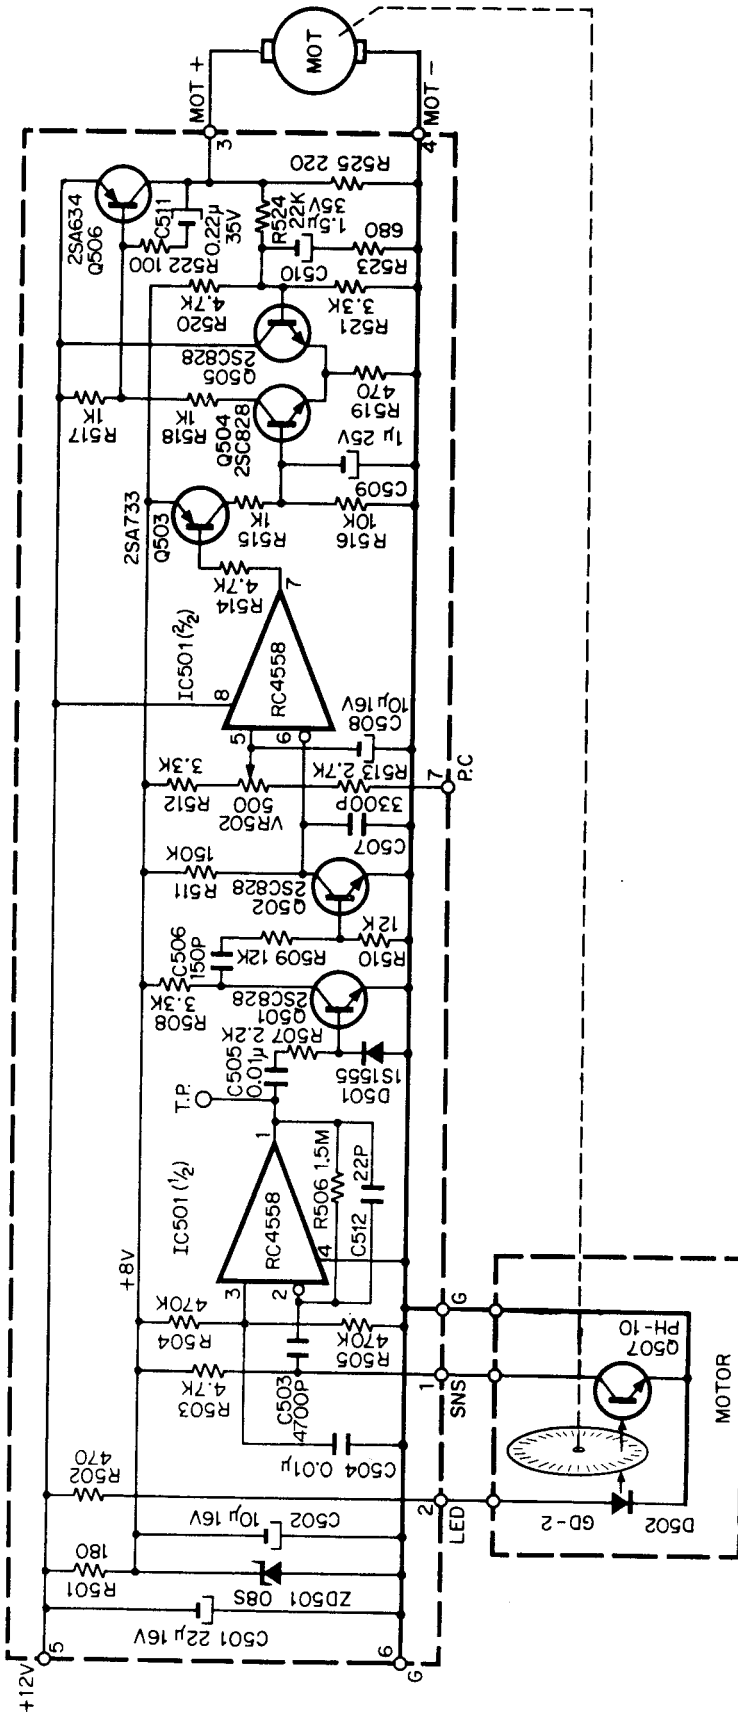 +12V
5
R501
180
C501 22μ 16V
ZD501
08S
6
G
C502
10μ 16V
R502
470
2
LED
C504 0.01μ
R503
4.7K
C503
4700P
1
SNS
R504
470K
+8V
R505
470K
G
3
2
4
1
RC4558
IC501 (1/2)
R506 1.5M
C512
22P
T.P.
C505
0.01μ
R507 2.2K
D501
1S1555
R508
3.3K
Q501
2SC828
C506
150P
R509 12K
R510
12K
R511
150K
Q502
2SC828
C507
3300P
R512
3.3K
VR502
500
R513 2.7K
7
P.C
C508
10μ16V
5
6
8
7
RC4558
IC501 (2/2)
R514
4.7K
Q503
2SA733
R515
1K
R516
10K
C509
1μ 25V
R517
1K
R518
1K
Q504
2SC828
R519
470
Q505
2SC828
R520
4.7K
R521
3.3K
C510
1.5μ
35V
R523
680
R524
22K
R525 220
R522 100
C511
0.22μ
35V
Q506
2SA634
3
MOT +
4
MOT -
MOT
D502
GD-2
Q507
PH-10
MOTOR